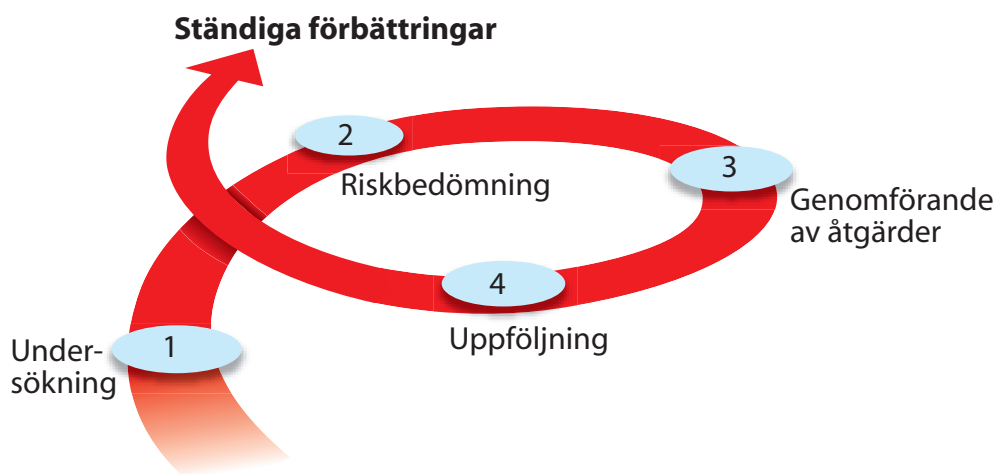 Ständiga förbättringar
2
Riskbedömning
3
Genomförande
av åtgärder
4
Uppföljning
1
Under-
sökning